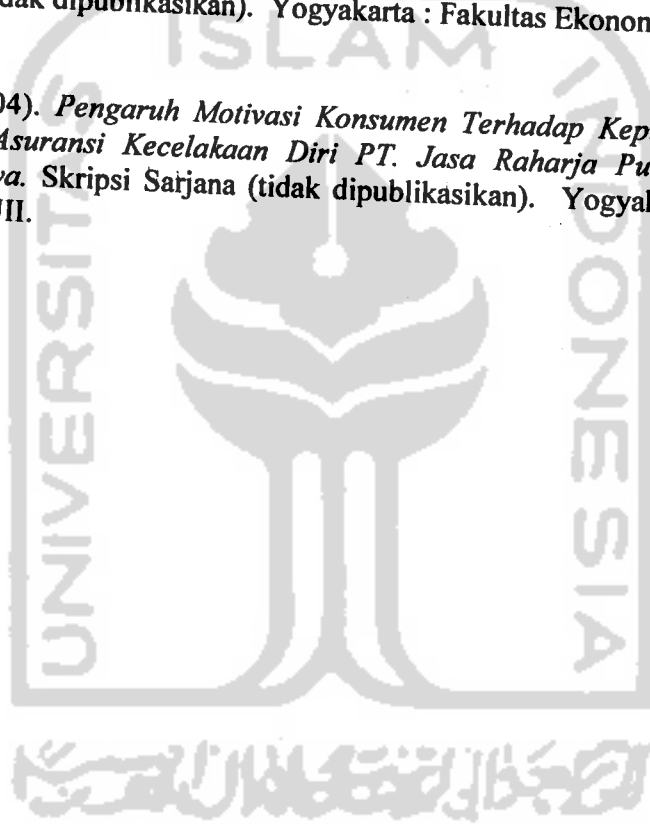 dak dipublikasikan). Yogyakarta : Fakultas Ekonom
ISLAM
04). Pengaruh Motivasi Konsumen Terhadap Kep
Asuransi Kecelakaan Diri PT. Jasa Raharja Pu
va. Skripsi Sarjana (tidak dipublikasikan). Yogyal
III.
UNIVERSITAS
INDONESIA